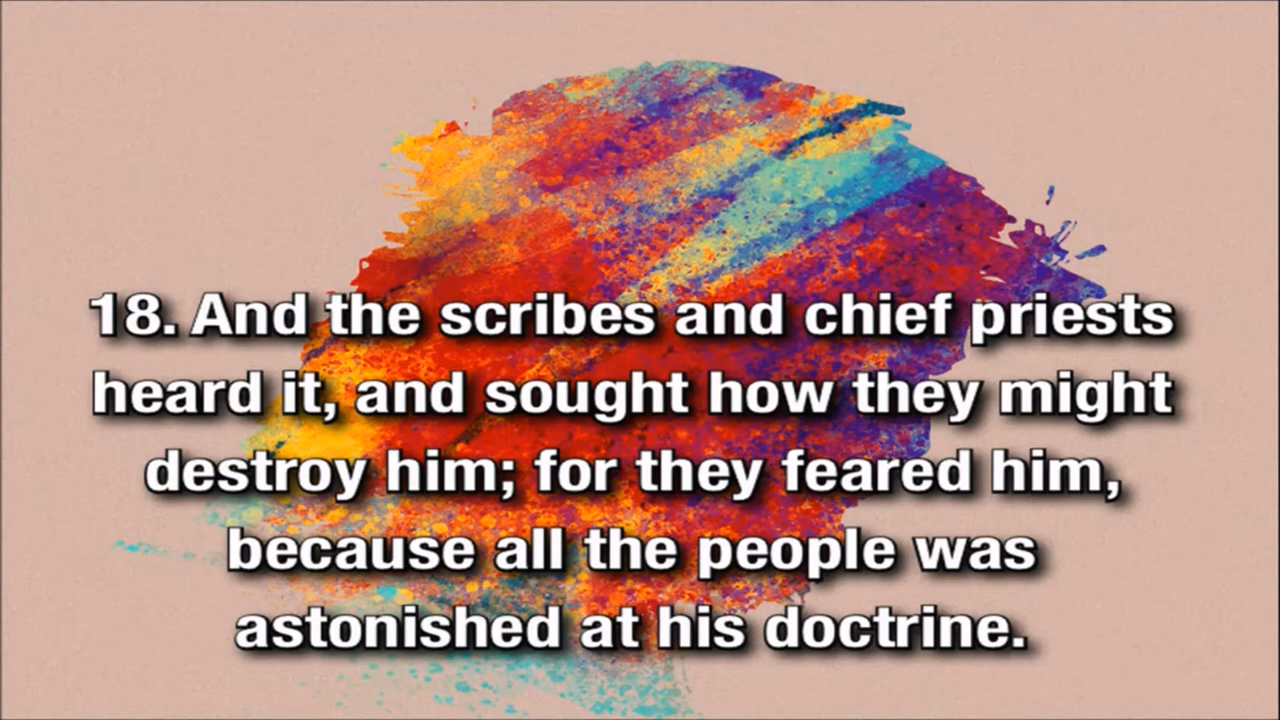 18. And the scribes and chief priests
heard it, and sought how they might
destroy him; for they feared him,
because all the people was
astonished at his doctrine.